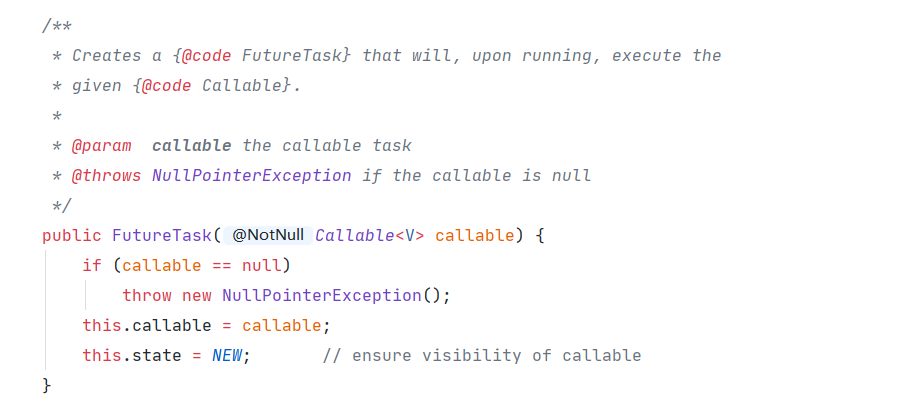 /**
 * Creates a {@code FutureTask} that will, upon running, execute the
 * given {@code Callable}.
 *
 * @param  callable the callable task
 * @throws NullPointerException if the callable is null
 */
public FutureTask( @NotNull Callable<V> callable) {
    if (callable == null)
        throw new NullPointerException();
    this.callable = callable;
    this.state = NEW;       // ensure visibility of callable
}